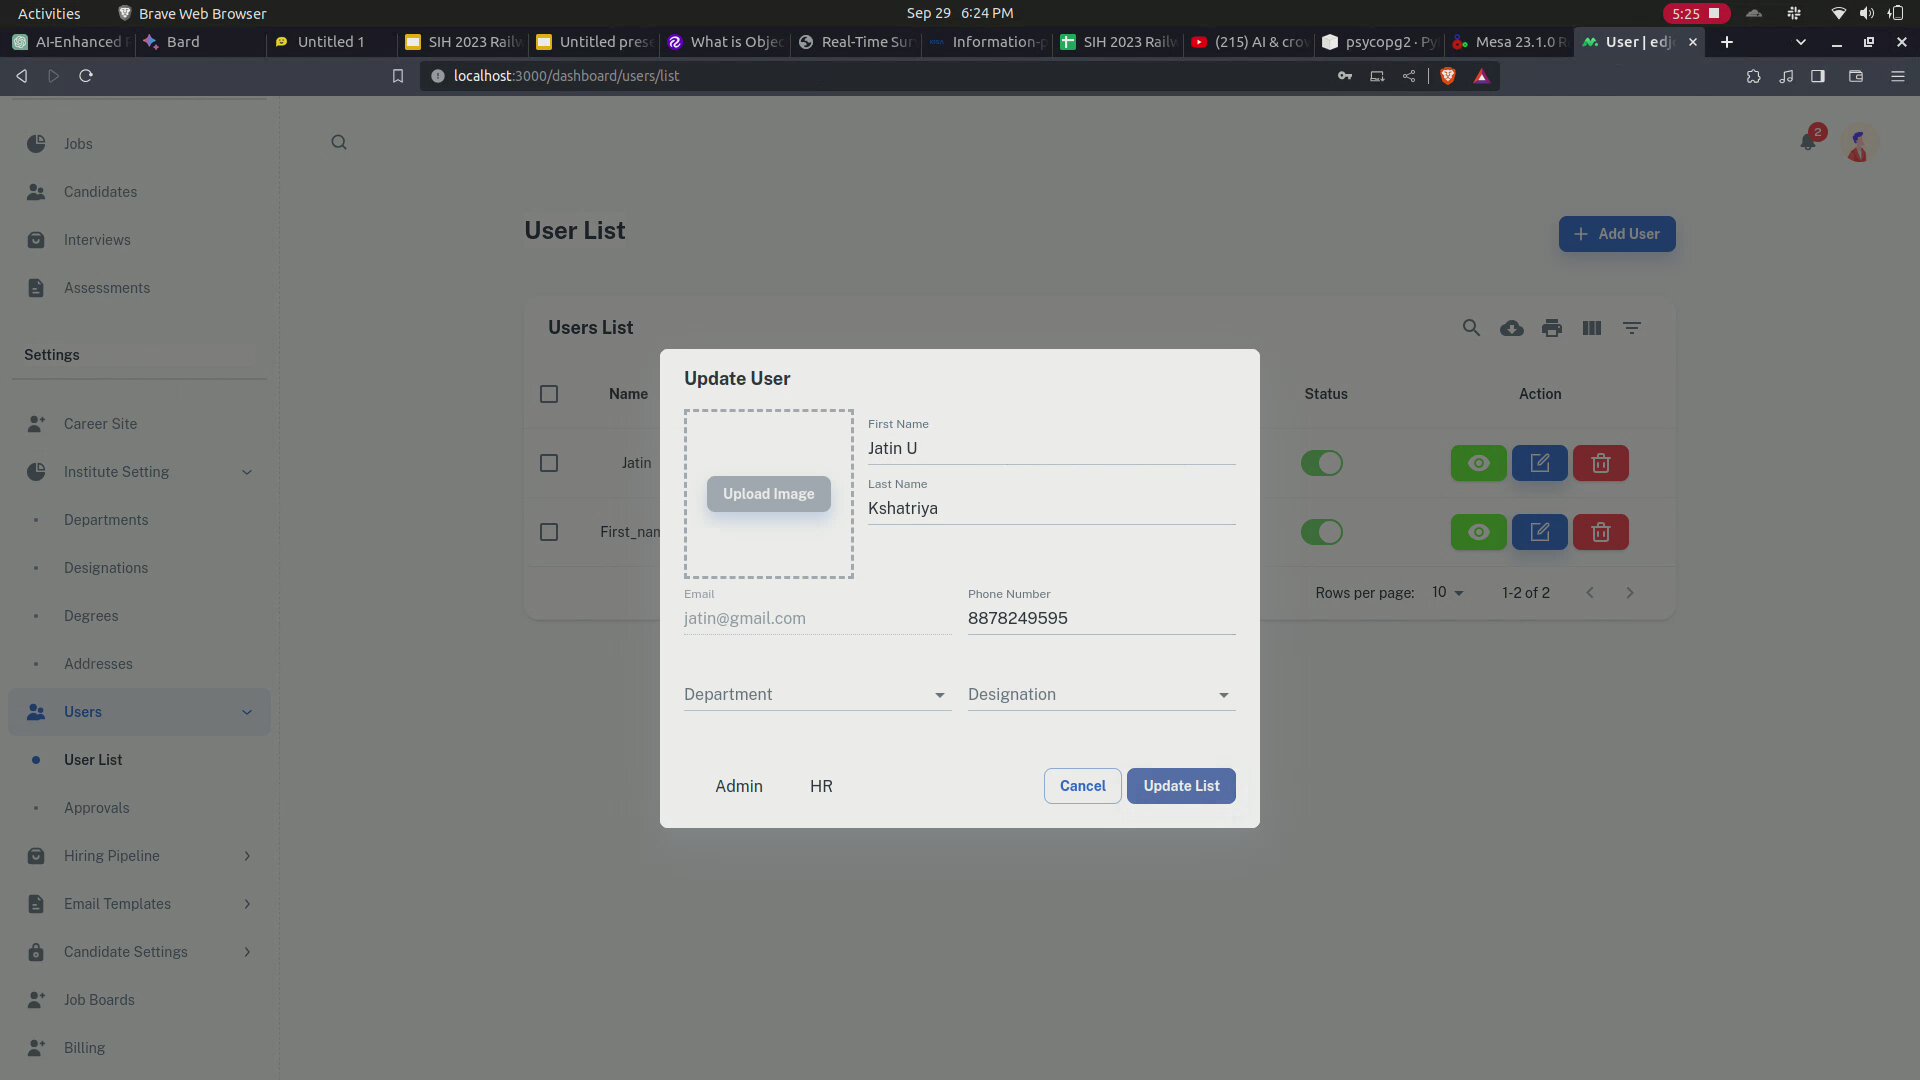 Activities
Brave Web Browser
Sep 29 6:24 PM
5:25
AI-Enhanced
Bard
Untitled 1
SIH 2023 Railw
Untitled prese
What is Objec
Real-Time Sur
Information-p
SIH 2023 Railw
(215) AI & crow
psycopg2 · Py
Mesa 23.1.0 R
User | edjo
localhost:3000/dashboard/users/list
Jobs
Candidates
Interviews
Assessments
Settings
Career Site
Institute Setting
Departments
Designations
Degrees
Addresses
Users
User List
Approvals
Hiring Pipeline
Email Templates
Candidate Settings
Job Boards
Billing
2
User List
Add User
Users List
Name
Status
Action
Jatin
First_nam
Rows per page:
10
1-2 of 2
Update User
Upload Image
First Name
Jatin U
Last Name
Kshatriya
Email
jatin@gmail.com
Phone Number
8878249595
Department
Designation
Admin
HR
Cancel
Update List